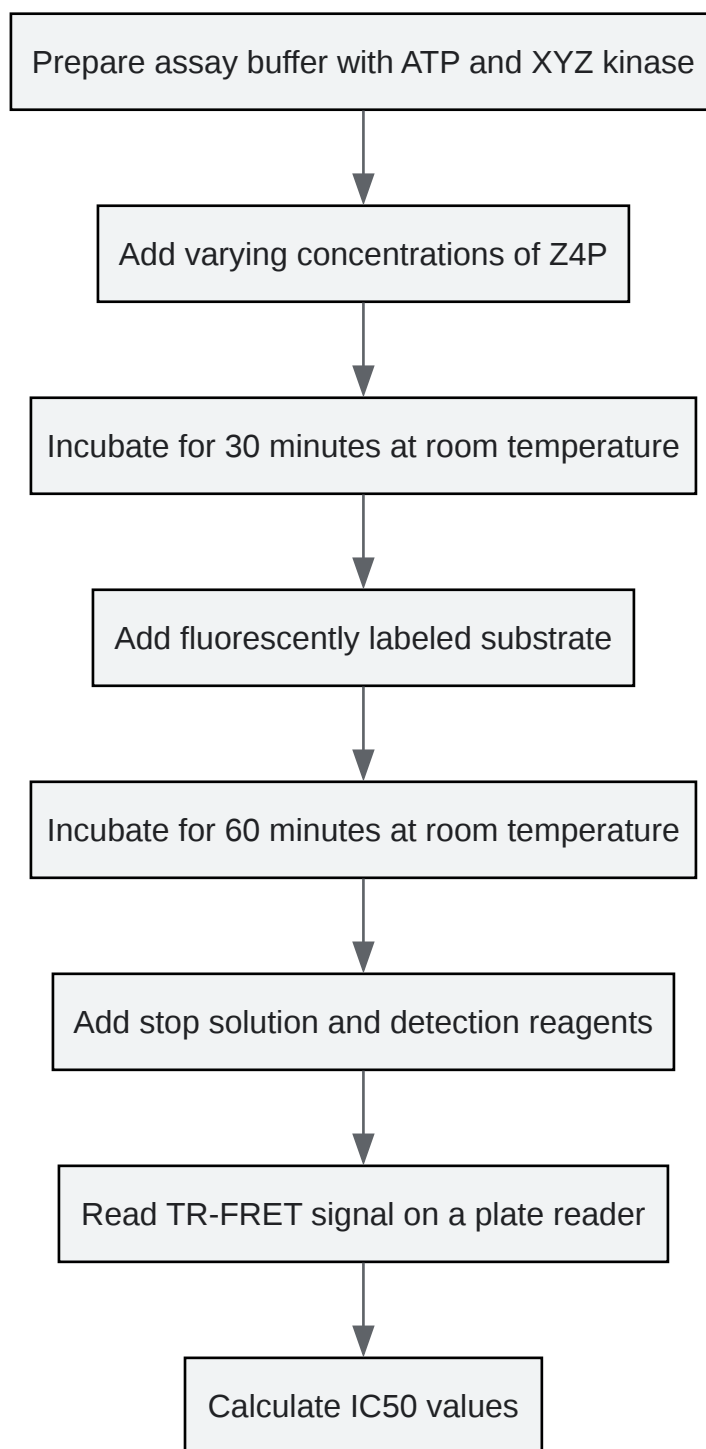 Prepare assay buffer with ATP and XYZ kinase
Add varying concentrations of Z4P
Incubate for 30 minutes at room temperature
Add fluorescently labeled substrate
Incubate for 60 minutes at room temperature
Add stop solution and detection reagents
Read TR-FRET signal on a plate reader
Calculate IC50 values